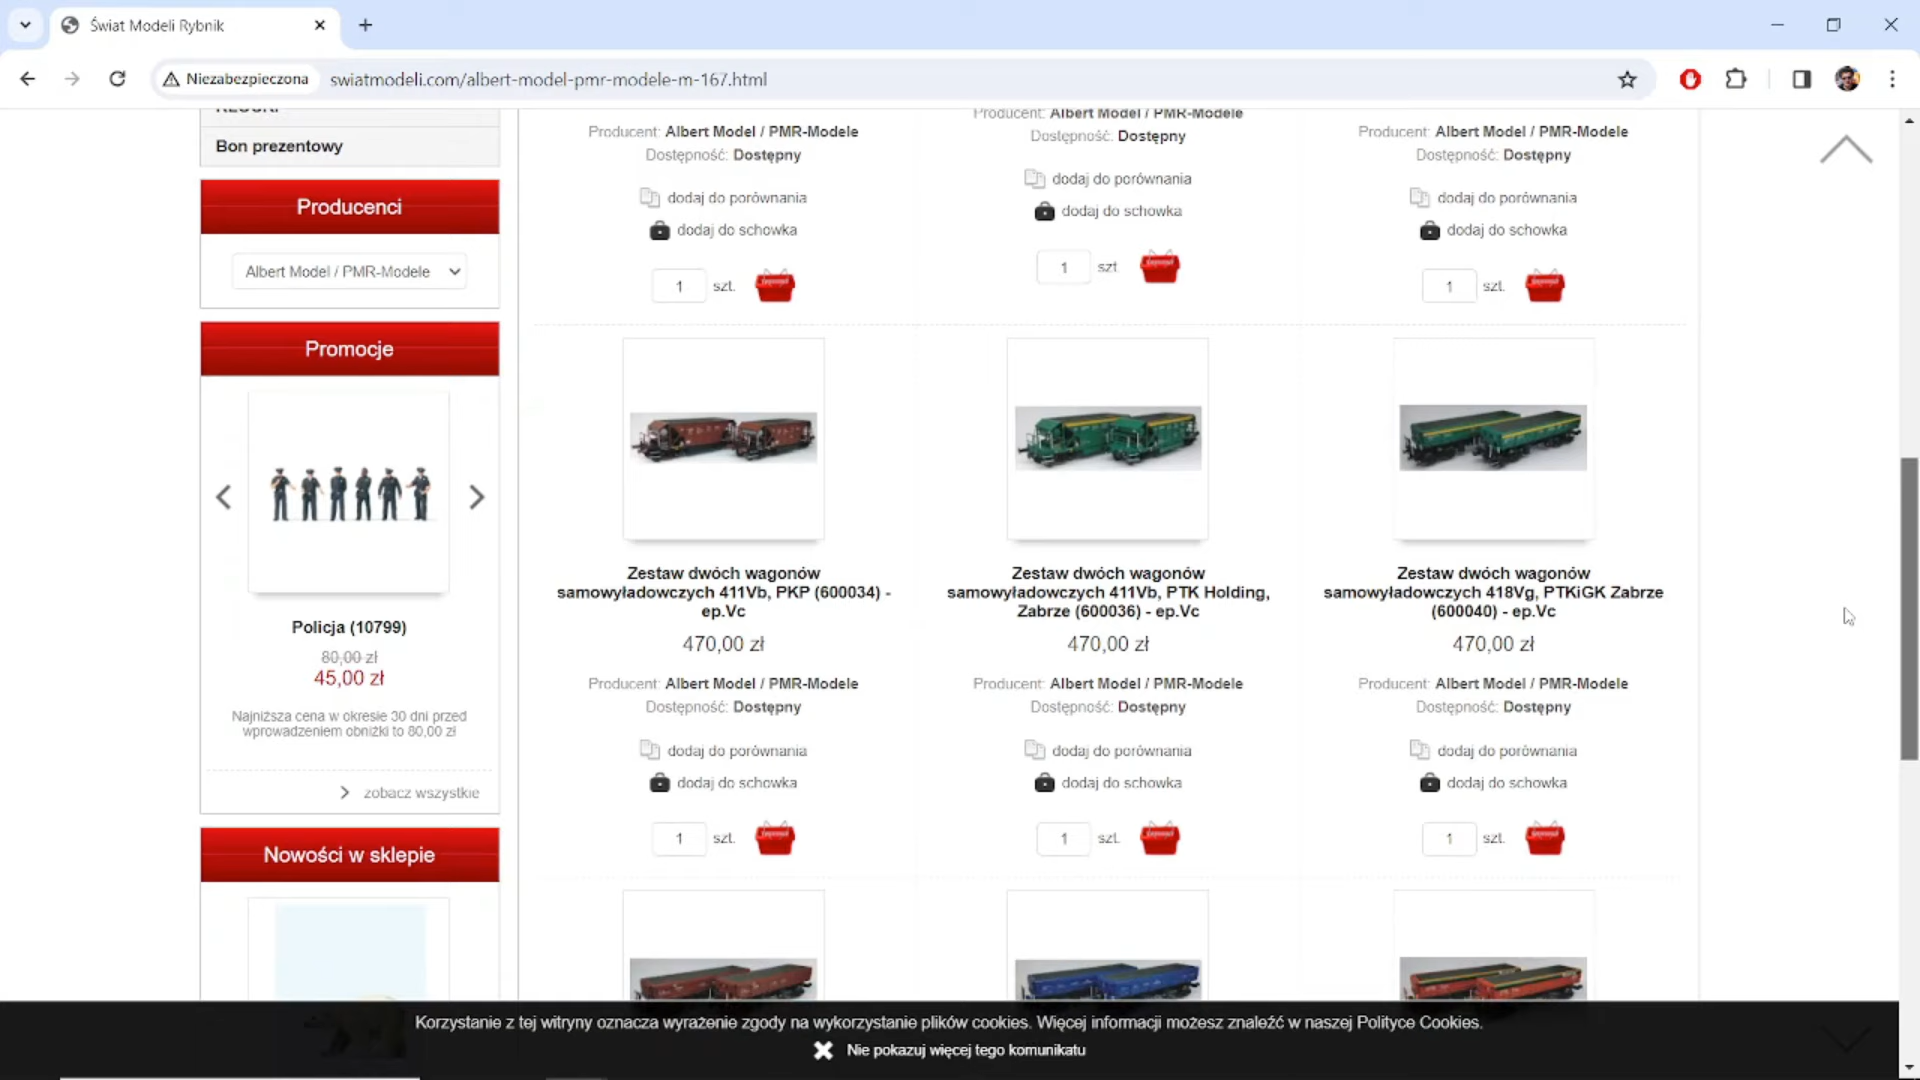 Świat Modeli Rybnik
Niezabezpieczona
swiatmodeli.com/albert-model-pmr-modele-m-167.html
Bon prezentowy
Producenci
Albert Model / PMR-Modele
Promocje
Policja (10799)
80,00 zł
45,00 zł
Najniższa cena w okresie 30 dni przed
wprowadzeniem obniżki to 80,00 zł
zobacz wszystkie
Nowości w sklepie
Producent: Albert Model / PMR-Modele
Dostępność: Dostępny
dodaj do porównania
dodaj do schowka
1 szt.
Producent: Albert Model / PMR-Modele
Dostępność: Dostępny
dodaj do porównania
dodaj do schowka
1 szt.
Producent: Albert Model / PMR-Modele
Dostępność: Dostępny
dodaj do porównania
dodaj do schowka
1 szt.
Zestaw dwóch wagonów
samowyładowczych 411Vb, PKP (600034) -
ep.Vc
470,00 zł
Producent: Albert Model / PMR-Modele
Dostępność: Dostępny
dodaj do porównania
dodaj do schowka
1 szt.
Zestaw dwóch wagonów
samowyładowczych 411Vb, PTK Holding,
Zabrze (600036) - ep.Vc
470,00 zł
Producent: Albert Model / PMR-Modele
Dostępność: Dostępny
dodaj do porównania
dodaj do schowka
1 szt.
Zestaw dwóch wagonów
samowyładowczych 418Vg, PTKiGK Zabrze
(600040) - ep.Vc
470,00 zł
Producent: Albert Model / PMR-Modele
Dostępność: Dostępny
dodaj do porównania
dodaj do schowka
1 szt.
Korzystanie z tej witryny oznacza wyrażenie zgody na wykorzystanie plików cookies. Więcej informacji możesz znaleźć w naszej Polityce Cookies.
Nie pokazuj więcej tego komunikatu